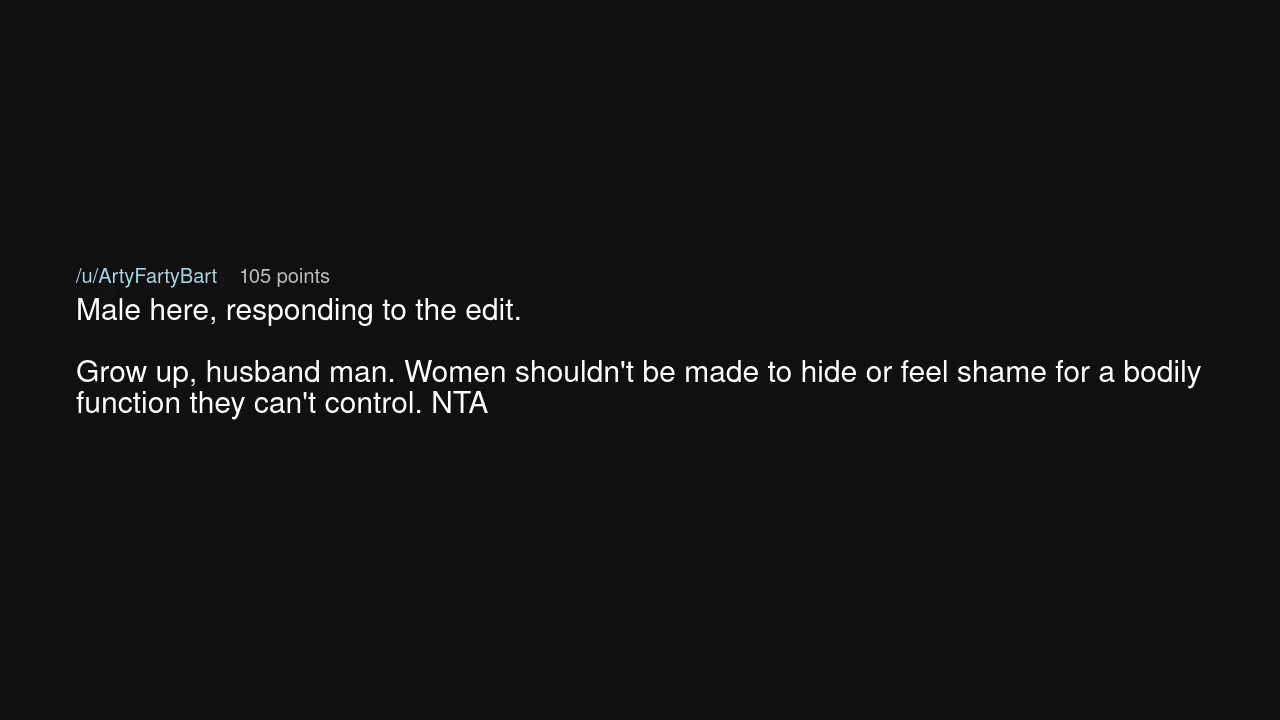 /u/ArtyFartyBart 105 points
Male here, responding to the edit.
Grow up, husband man. Women shouldn't be made to hide or feel shame for a bodily
function they can't control. NTA